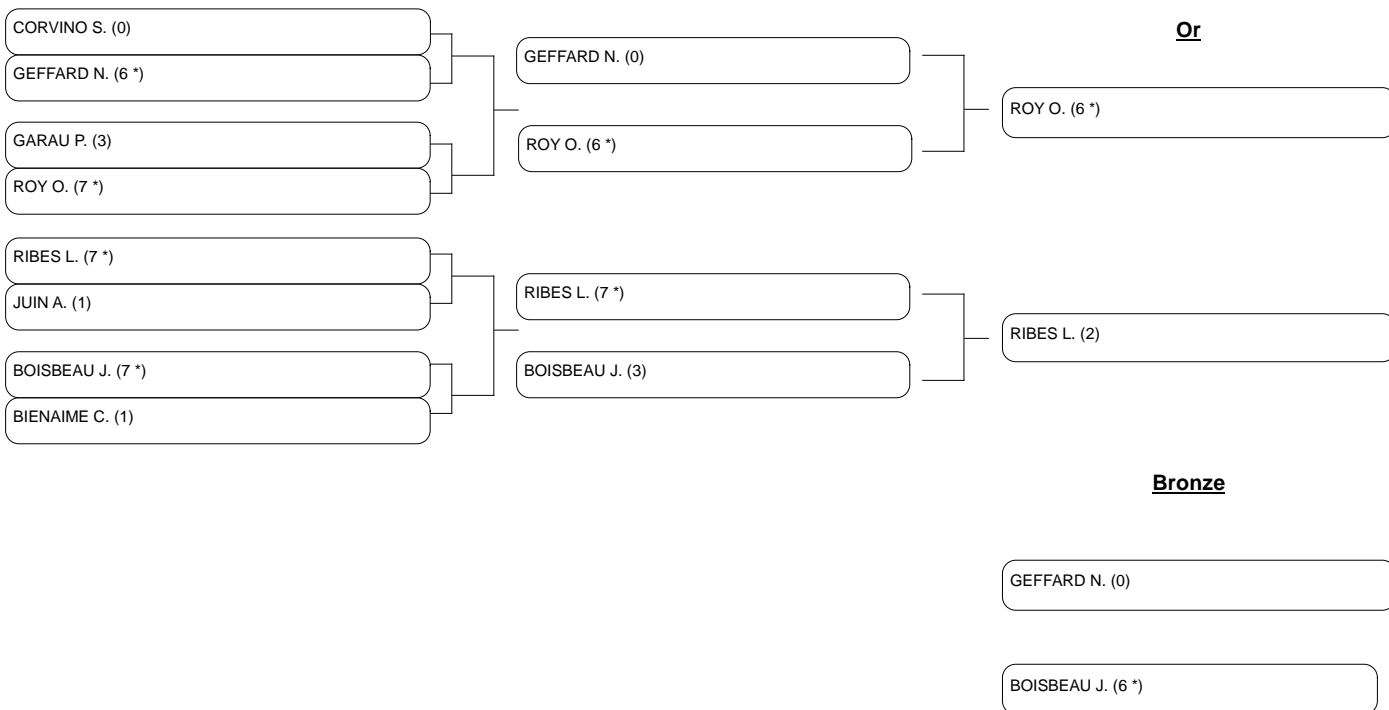 CORVINO S. (0)
GEFFARD N. (6 *)
GARAU P. (3)
ROY O. (7 *)
RIBES L. (7 *)
JUIN A. (1)
BOISBEAU J. (7 *)
BIENAIME C. (1)
GEFFARD N. (0)
ROY O. (6 *)
RIBES L. (7 *)
BOISBEAU J. (3)
Or
ROY O. (6 *)
RIBES L. (2)
Bronze
GEFFARD N. (0)
BOISBEAU J. (6 *)